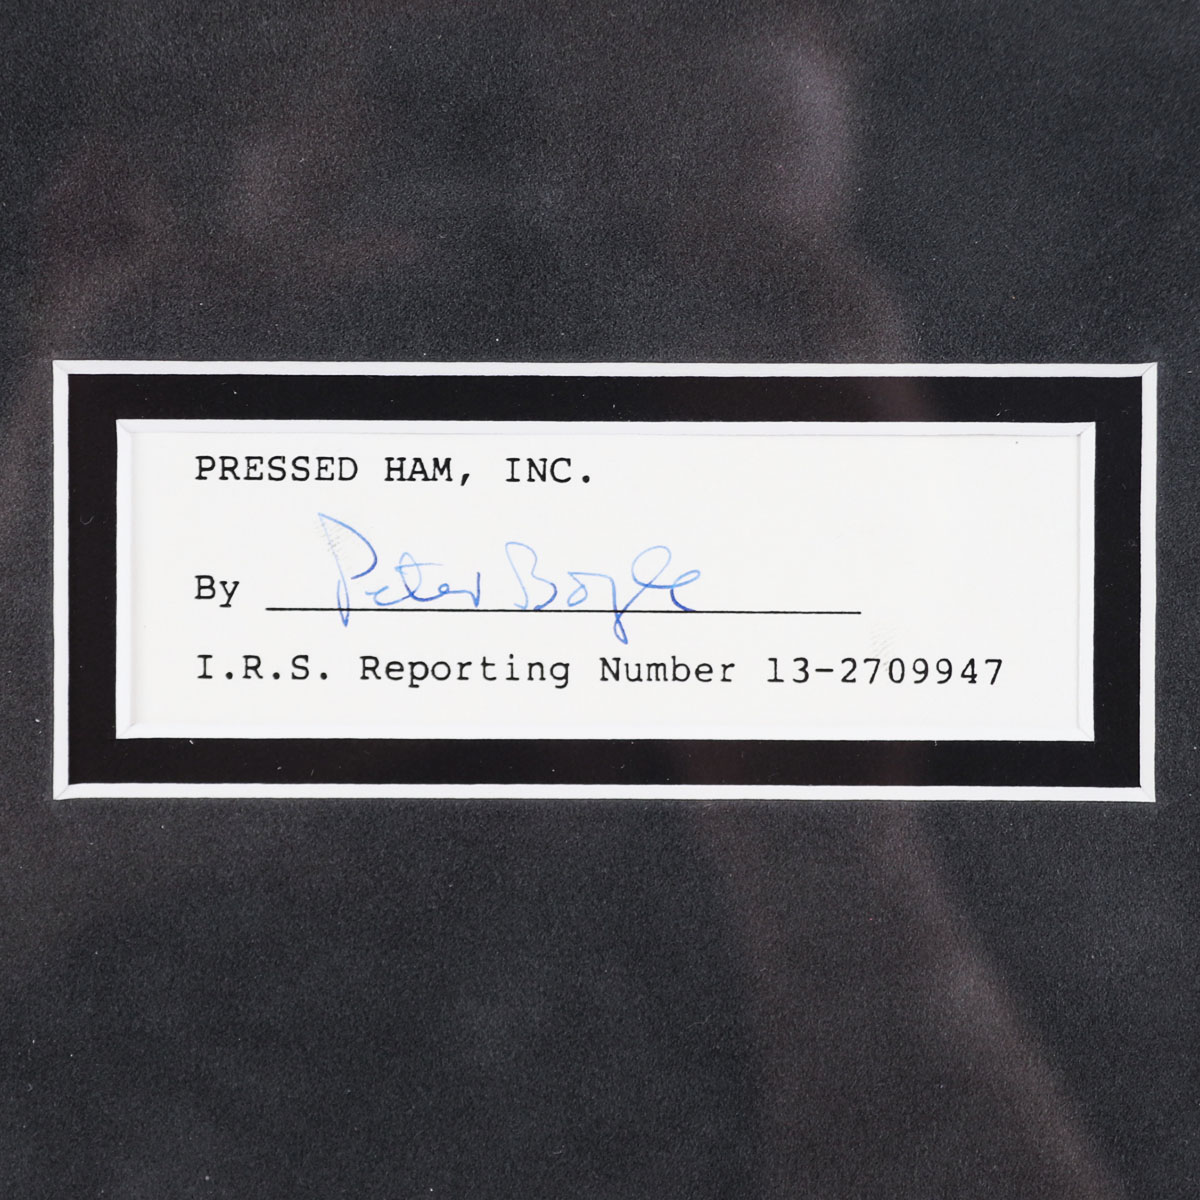 PRESSED HAM, INC.
By Peter Boyle
I.R.S. Reporting Number 13-2709947